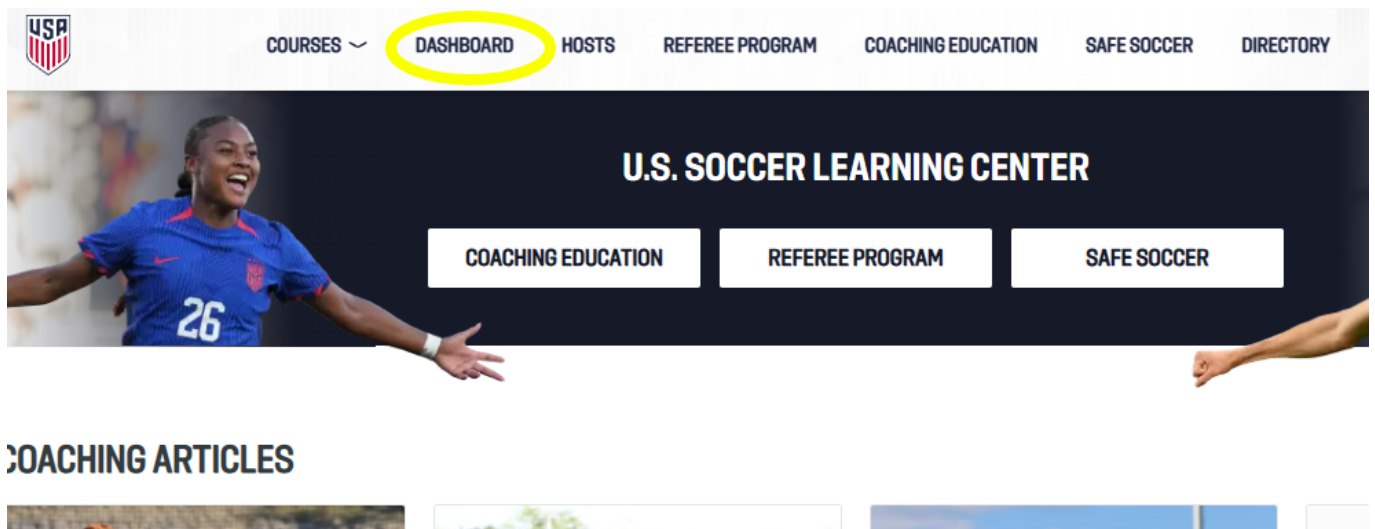 USA
COURSES DASHBOARD HOSTS REFEREE PROGRAM COACHING EDUCATION SAFE SOCCER DIRECTORY
U.S. SOCCER LEARNING CENTER
COACHING EDUCATION REFEREE PROGRAM SAFE SOCCER
26
COACHING ARTICLES